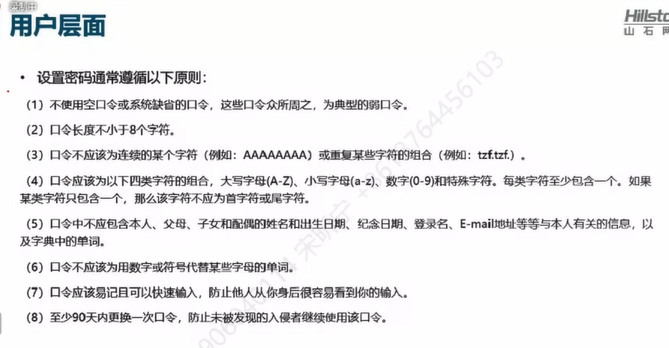 录制中
用户层面
Hillsto
山石网
• 设置密码通常遵循以下原则：
（1）不使用空口令或系统缺省的口令，这些口令众所周之，为典型的弱口令。
（2）口令长度不小于8个字符。
（3）口令不应该为连续的某个字符（例如：AAAAAAAA）或重复某些字符的组合（例如：tzf.tzf.）。
（4）口令应该为以下四类字符的组合，大写字母(A-Z)、小写字母(a-z)、数字(0-9)和特殊字符。每类字符至少包含一个。如果
某类字符只包含一个，那么该字符不应为首字符或尾字符。
（5）口令中不应包含本人、父母、子女和配偶的姓名和出生日期、纪念日期、登录名、E-mail地址等等与本人有关的信息，以
及字典中的单词。
（6）口令不应该为用数字或符号代替某些字母的单词。
（7）口令应该易记且可以快速输入，防止他人从你身后很容易看到你的输入。
（8）至少90天内更换一次口令，防止未被发现的入侵者继续使用该口令。